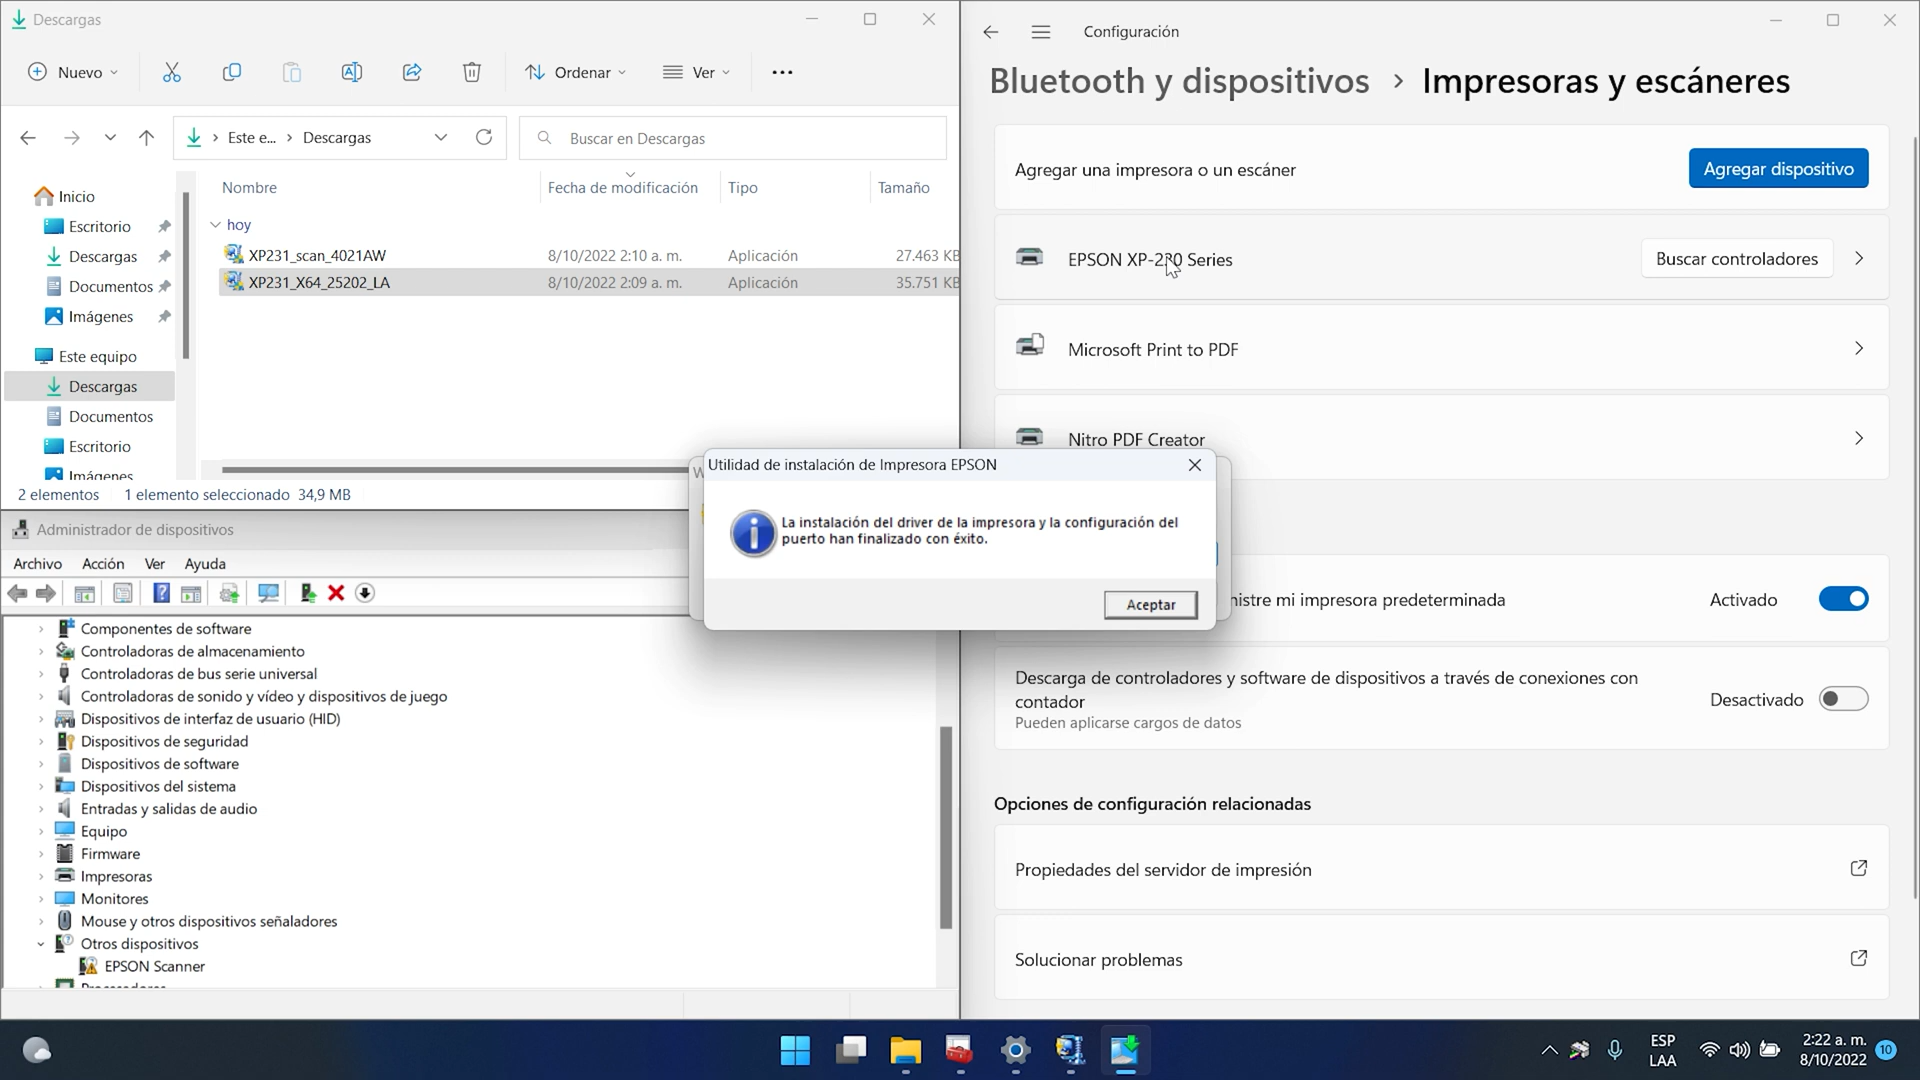 Descargas
Nuevo
Ordenar
Ver
Este e...
Descargas
Buscar en Descargas
Nombre
Fecha de modificación
Tipo
Tamaño
Inicio
Escritorio
Descargas
Documentos
Imágenes
Este equipo
Descargas
Documentos
Escritorio
Imágenes
hoy
XP231_scan_4021AW 8/10/2022 2:10 a. m. Aplicación 27.463 KB
XP231_X64_25202_LA 8/10/2022 2:09 a. m. Aplicación 35.751 KB
2 elementos 1 elemento seleccionado 34,9 MB
Administrador de dispositivos
Archivo Acción Ver Ayuda
Componentes de software
Controladoras de almacenamiento
Controladoras de bus serie universal
Controladoras de sonido y vídeo y dispositivos de juego
Dispositivos de interfaz de usuario (HID)
Dispositivos de seguridad
Dispositivos de software
Dispositivos del sistema
Entradas y salidas de audio
Equipo
Firmware
Impresoras
Monitores
Mouse y otros dispositivos señaladores
Otros dispositivos
EPSON Scanner
Procesadores
Utilidad de instalación de Impresora EPSON
La instalación del driver de la impresora y la configuración del
puerto han finalizado con éxito.
Aceptar
Configuración
Bluetooth y dispositivos > Impresoras y escáneres
Agregar una impresora o un escáner
Agregar dispositivo
EPSON XP-230 Series
Buscar controladores
Microsoft Print to PDF
Nitro PDF Creator
mi impresora predeterminada
Activado
Descarga de controladores y software de dispositivos a través de conexiones con
contador
Pueden aplicarse cargos de datos
Desactivado
Opciones de configuración relacionadas
Propiedades del servidor de impresión
Solucionar problemas
ESP
LAA
2:22 a. m.
8/10/2022
10